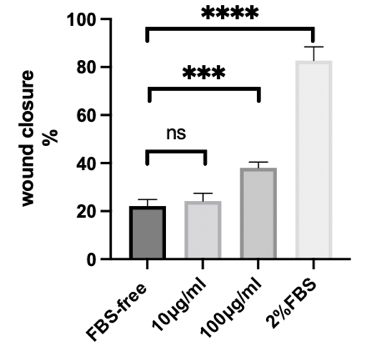 ****
***
ns
100
80
60
40
20
0
wound closure
%
FBS-free
10μg/ml
100μg/ml
2%FBS